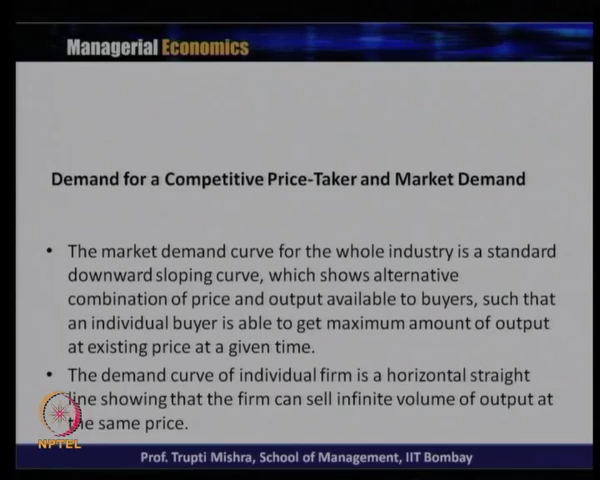 Managerial Economics
Demand for a Competitive Price-Taker and Market Demand
• The market demand curve for the whole industry is a standard
downward sloping curve, which shows alternative
combination of price and output available to buyers, such that
an individual buyer is able to get maximum amount of output
at existing price at a given time.
• The demand curve of individual firm is a horizontal straight
line showing that the firm can sell infinite volume of output at
the same price.
NPTEL
Prof. Trupti Mishra, School of Management, IIT Bombay